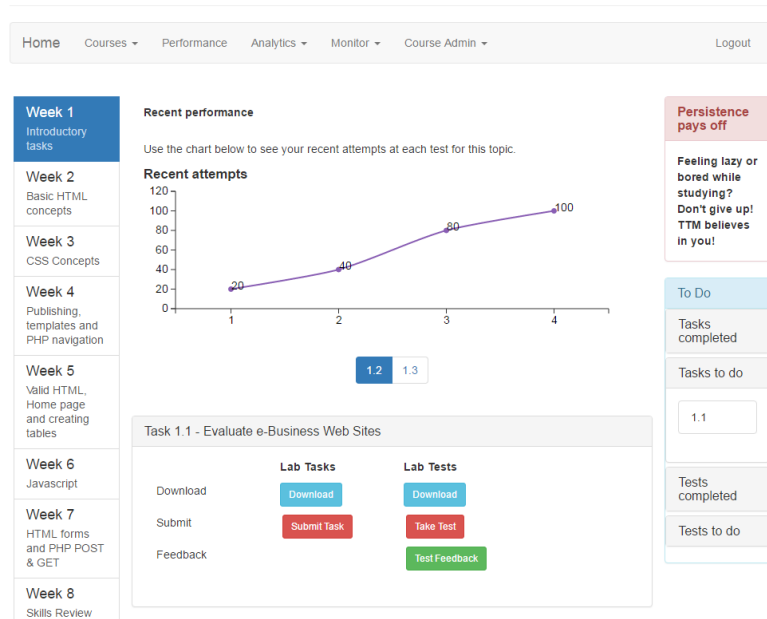 Home Courses Performance Analytics Monitor Course Admin Logout
Week 1
Introductory
tasks
Week 2
Basic HTML
concepts
Week 3
CSS Concepts
Week 4
Publishing,
templates and
PHP navigation
Week 5
Valid HTML,
Home page
and creating
tables
Week 6
Javascript
Week 7
HTML forms
and PHP POST
& GET
Week 8
Skills Review
Recent performance
Use the chart below to see your recent attempts at each test for this topic.
Recent attempts
120
100
80
60
40
20
0
20
40
80
100
1 2 3 4
1.2 1.3
Task 1.1 - Evaluate e-Business Web Sites
Lab Tasks Lab Tests
Download Download Download
Submit Submit Task Take Test
Feedback Test Feedback
Persistence
pays off
Feeling lazy or
bored while
studying?
Don't give up!
TTM believes
in you!
To Do
Tasks
completed
Tasks to do
1.1
Tests
completed
Tests to do